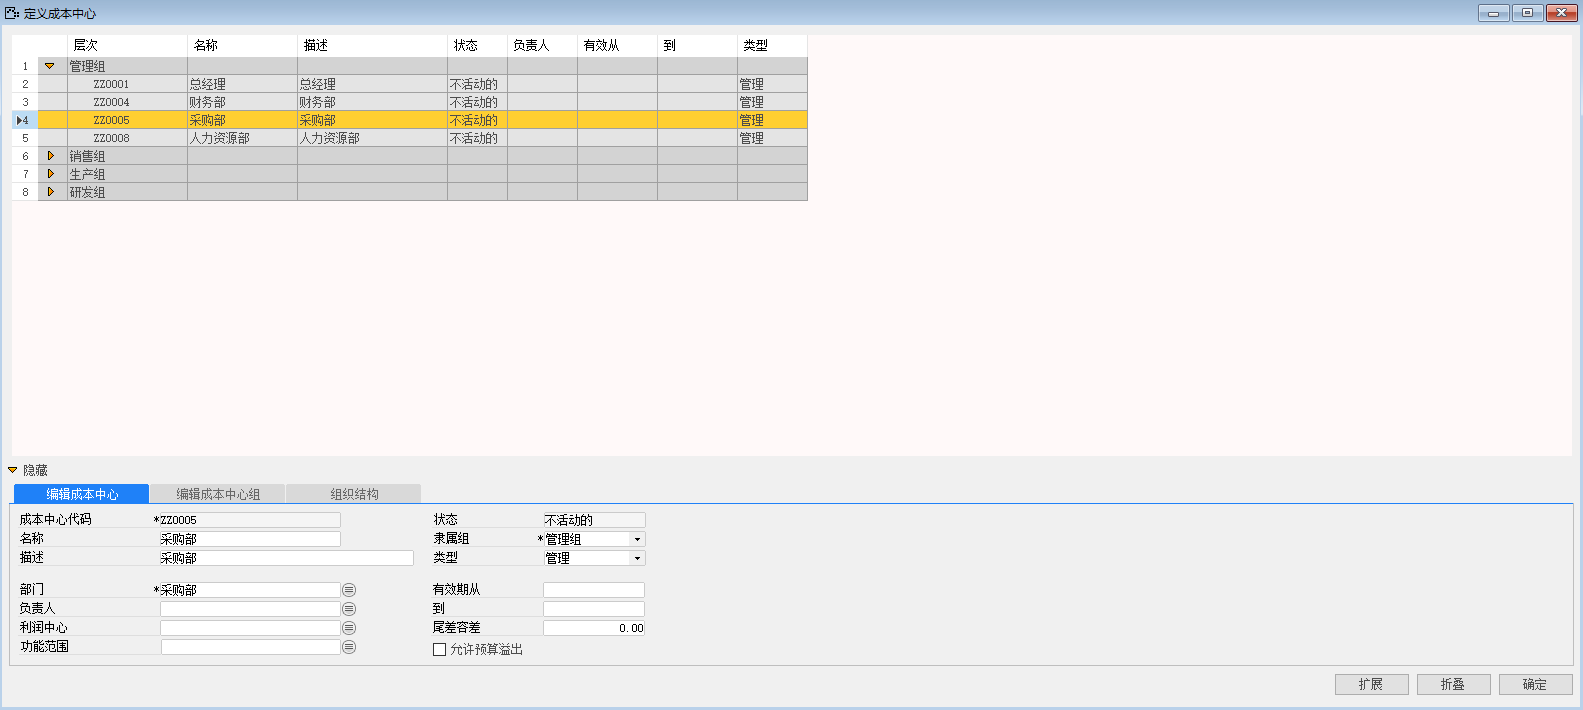 定义成本中心
层次 名称 描述 状态 负责人 有效从 到 类型
1 管理组
2 ZZ0001 总经理 总经理 不活动的 管理
3 ZZ0004 财务部 财务部 不活动的 管理
4 ZZ0005 采购部 采购部 不活动的 管理
5 ZZ0008 人力资源部 人力资源部 不活动的 管理
6 销售组
7 生产组
8 研发组
隐藏
编辑成本中心 编辑成本中心组 组织结构
成本中心代码 *ZZ0005 状态 不活动的
名称 采购部 隶属组 *管理组
描述 采购部 类型 管理
部门 *采购部 有效期从
负责人 到
利润中心 尾差容差 0.00
功能范围 允许预算溢出
扩展 折叠 确定